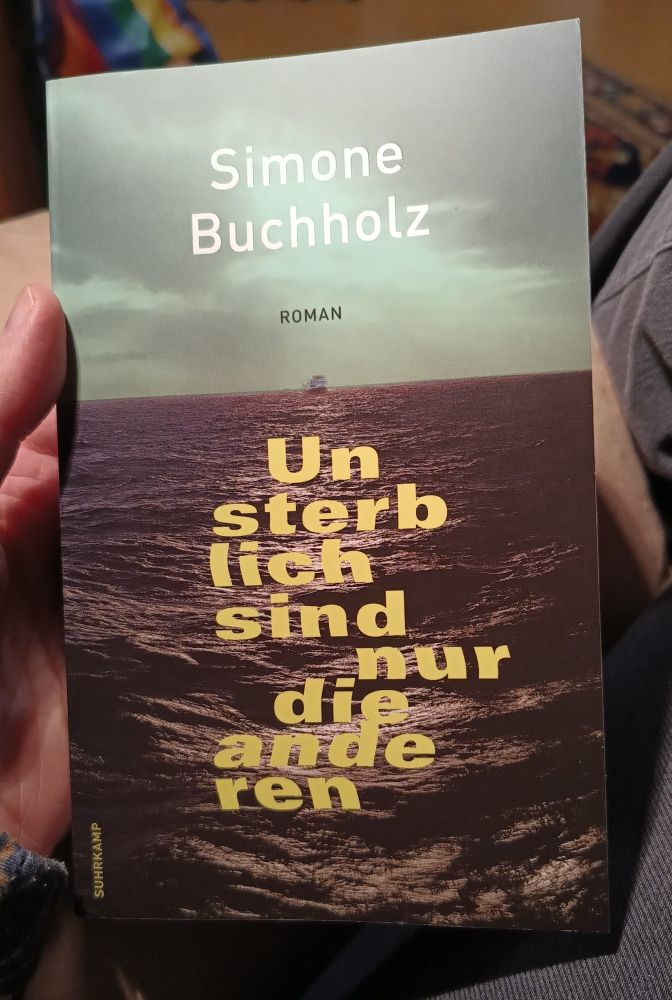 Simone
Buchholz
ROMAN
Un
sterb
lich
sind
nur
die
ande
ren
SUHRKAMP